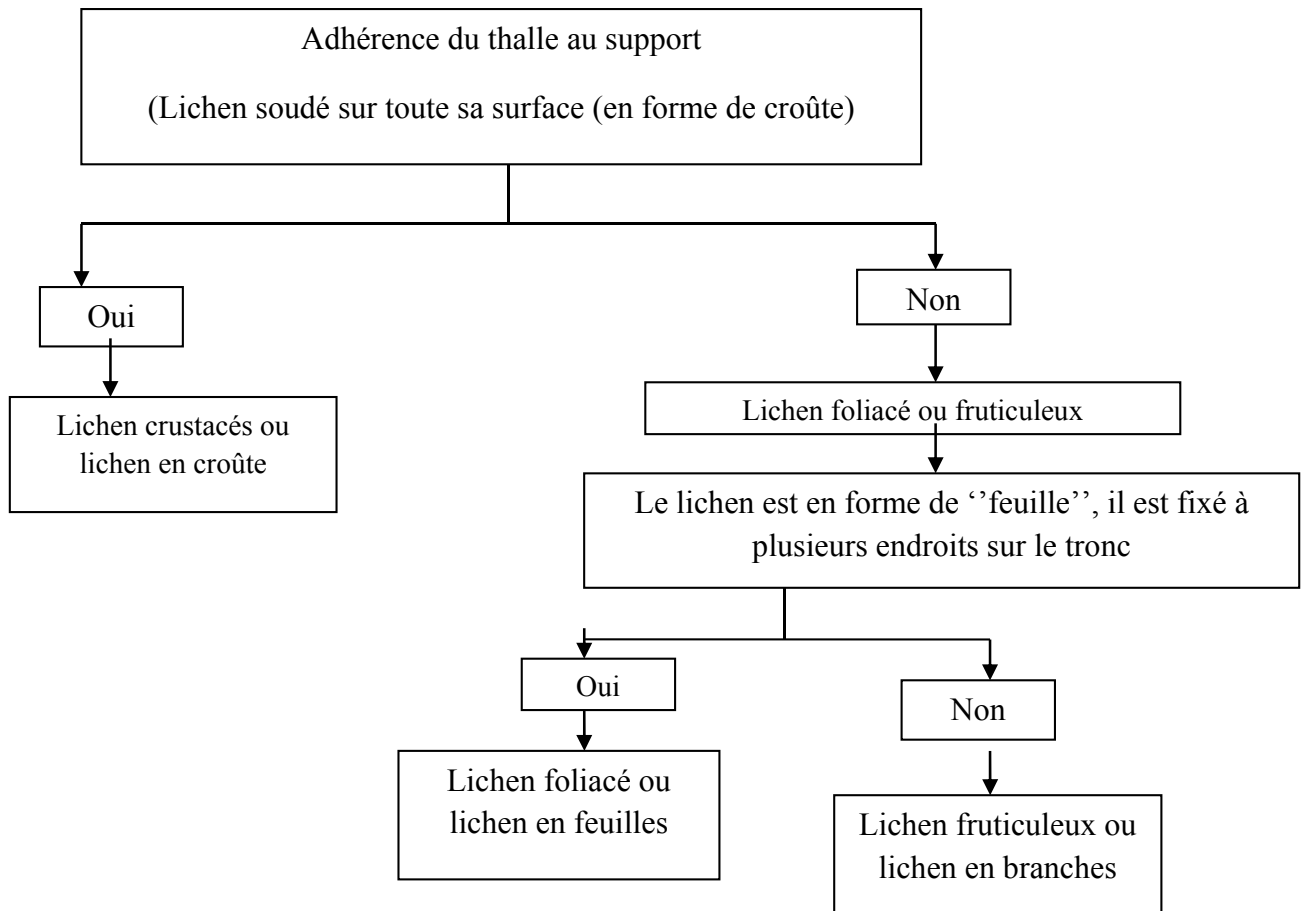 Adhérence du thalle au support
(Lichen soudé sur toute sa surface (en forme de croûte)
Oui
Non
Lichen crustacés ou
lichen en croûte
Lichen foliacé ou fruticuleux
Le lichen est en forme de ‘’feuille’’, il est fixé à
plusieurs endroits sur le tronc
Oui
Non
Lichen foliacé ou
lichen en feuilles
Lichen fruticuleux ou
lichen en branches